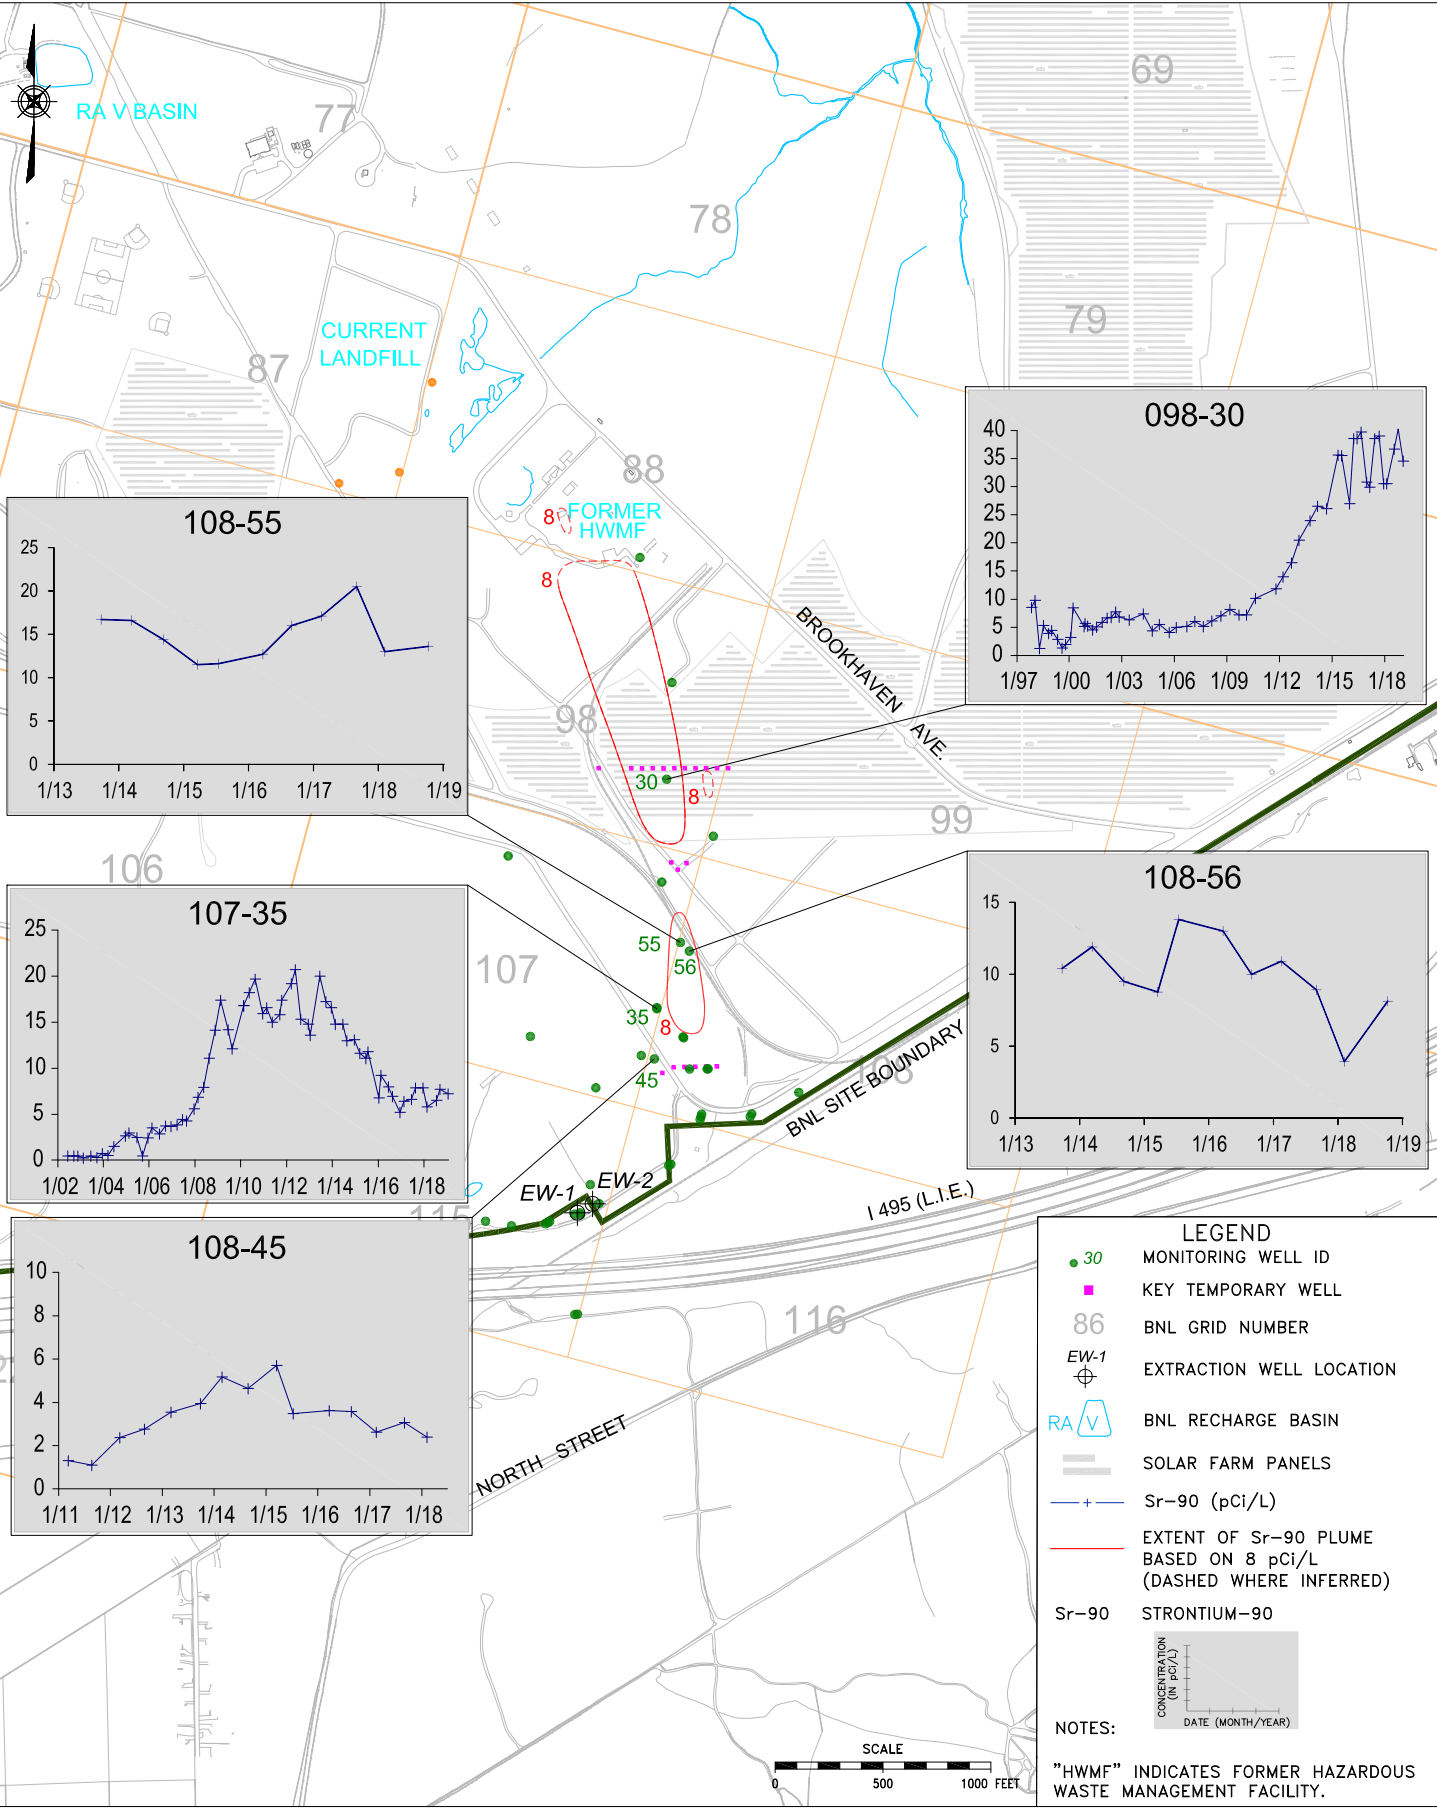 69
RA V BASIN
77
78
79
CURRENT
LANDFILL
87
88
8
FORMER
HWMF
8
098-30
40
35
30
25
20
15
10
5
0
1/97 1/00 1/03 1/06 1/09 1/12 1/15 1/18
108-55
25
20
15
10
5
0
1/13 1/14 1/15 1/16 1/17 1/18 1/19
BROOKHAVEN AVE.
98
30
8
99
106
107-35
25
20
15
10
5
0
1/02 1/04 1/06 1/08 1/10 1/12 1/14 1/16 1/18
108-56
15
10
5
0
1/13 1/14 1/15 1/16 1/17 1/18 1/19
55
56
107
35
8
45
108
BNL SITE BOUNDARY
EW-1
EW-2
115
I 495 (L.I.E.)
108-45
10
8
6
4
2
0
1/11 1/12 1/13 1/14 1/15 1/16 1/17 1/18
116
NORTH STREET
LEGEND
30 MONITORING WELL ID
KEY TEMPORARY WELL
86 BNL GRID NUMBER
EW-1
EXTRACTION WELL LOCATION
RA V BNL RECHARGE BASIN
SOLAR FARM PANELS
Sr-90 (pCi/L)
EXTENT OF Sr-90 PLUME
BASED ON 8 pCi/L
(DASHED WHERE INFERRED)
Sr-90 STRONTIUM-90
CONCENTRATION
(IN pCi/L)
DATE (MONTH/YEAR)
NOTES:
"HWMF" INDICATES FORMER HAZARDOUS
WASTE MANAGEMENT FACILITY.
SCALE
0 500 1000 FEET